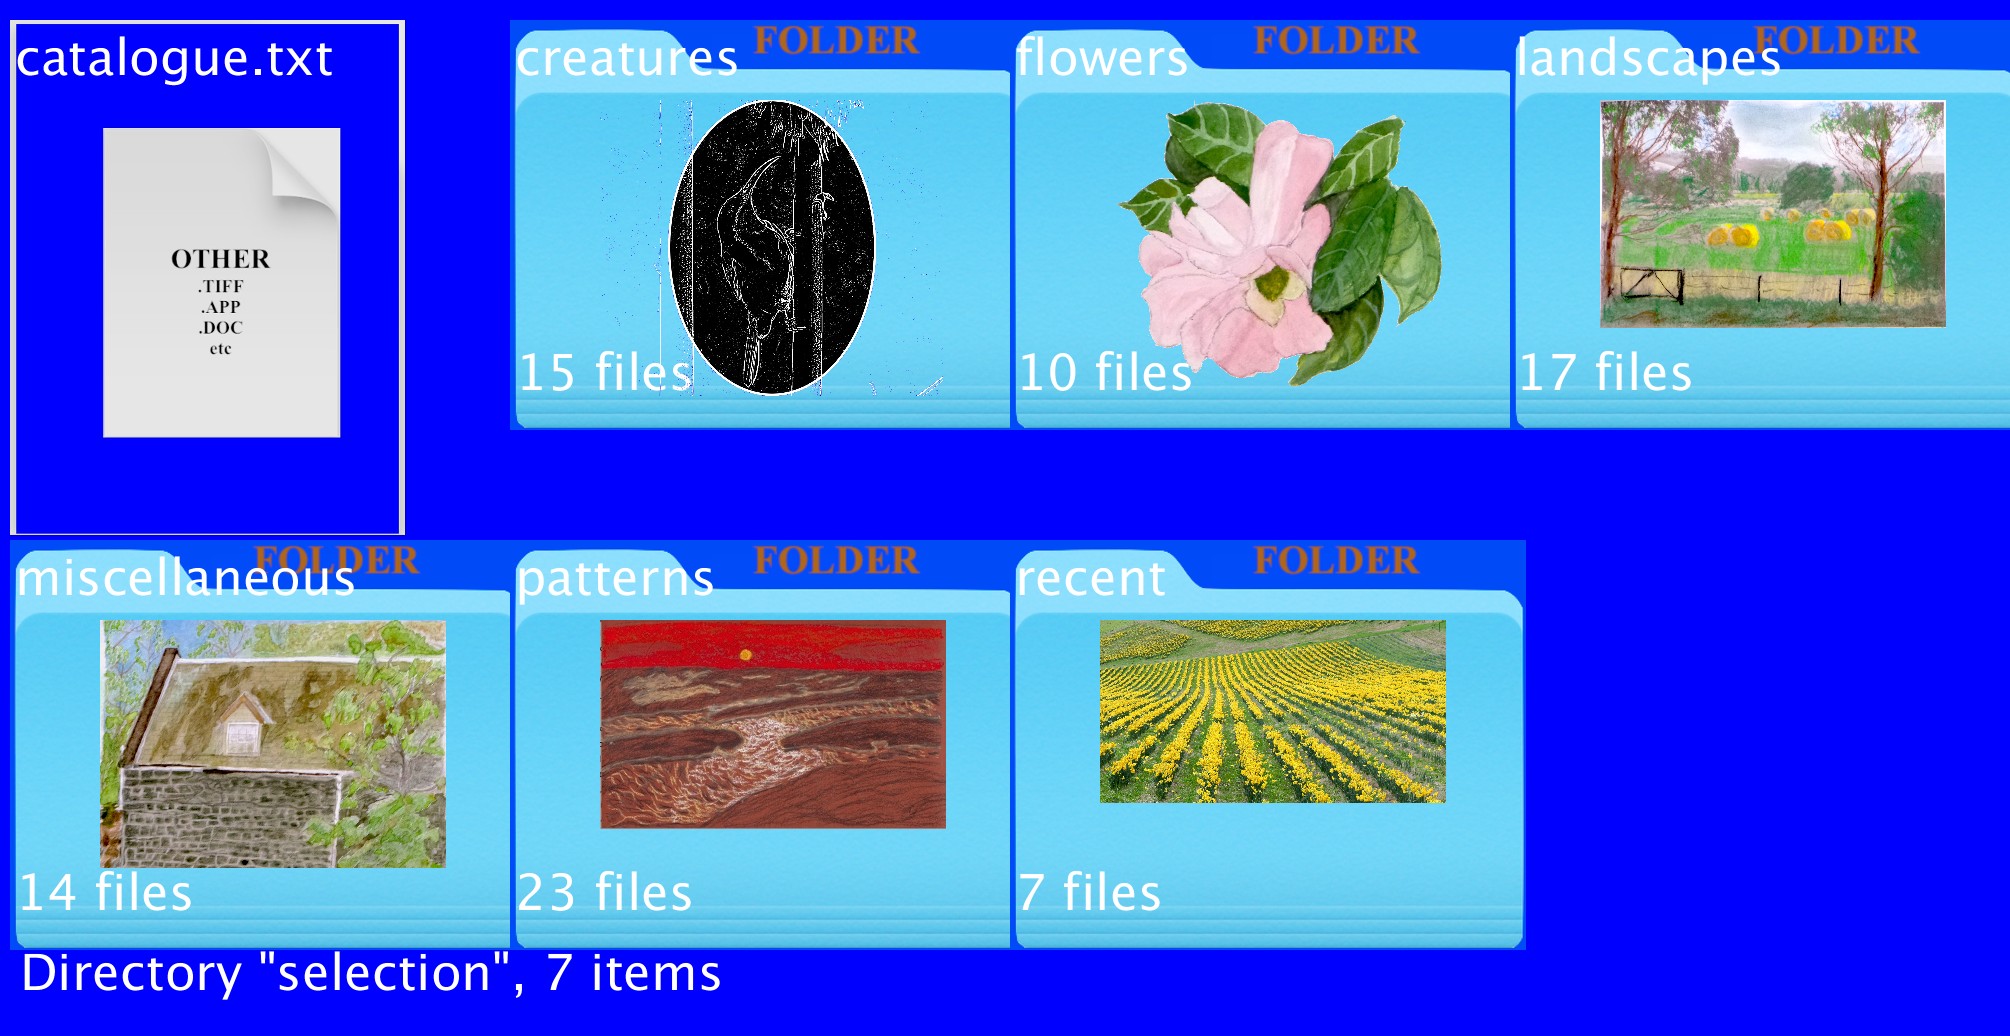 catalogue.txt
OTHER
.TIFF
.APP
.DOC
etc
FOLDER
creatures
15 files
FOLDER
flowers
10 files
FOLDER
landscapes
17 files
FOLDER
miscellaneous
14 files
FOLDER
patterns
23 files
FOLDER
recent
7 files
Directory "selection", 7 items